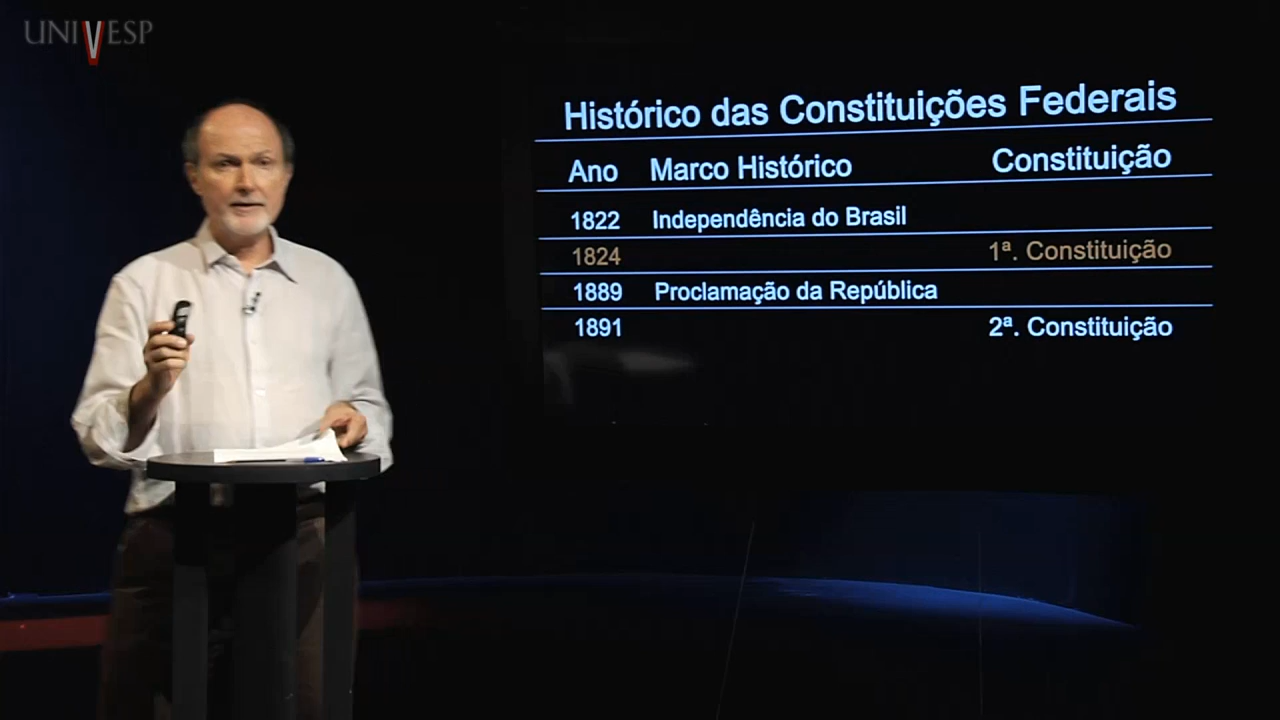 UNIVESP
Histórico das Constituições Federais
Ano Marco Histórico Constituição
1822 Independência do Brasil
1824 1ª. Constituição
1889 Proclamação da República
1891 2ª. Constituição